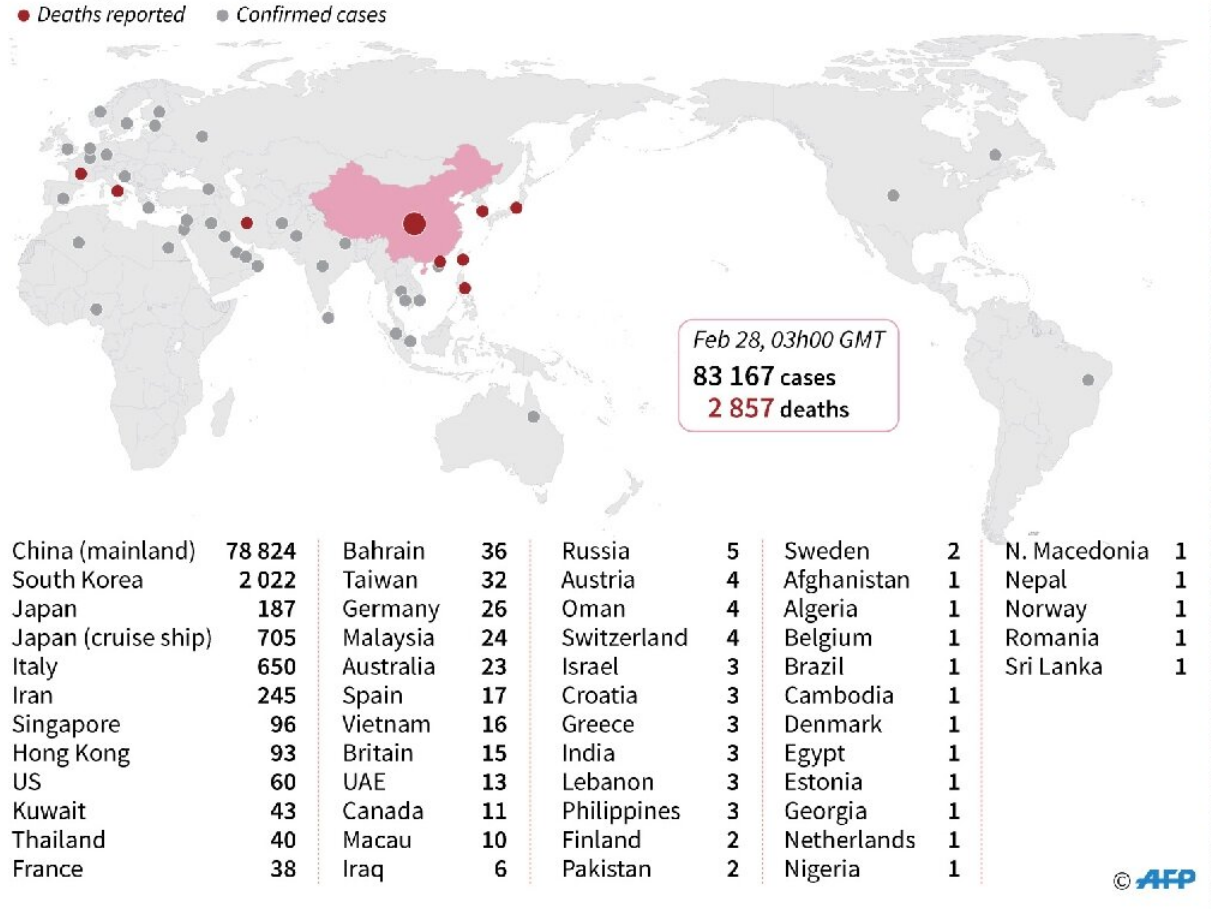 Deaths reported Confirmed cases
Feb 28, 03h00 GMT
83 167 cases
2 857 deaths
China (mainland) 78 824
South Korea 2 022
Japan 187
Japan (cruise ship) 705
Italy 650
Iran 245
Singapore 96
Hong Kong 93
US 60
Kuwait 43
Thailand 40
France 38
Bahrain 36
Taiwan 32
Germany 26
Malaysia 24
Australia 23
Spain 17
Vietnam 16
Britain 15
UAE 13
Canada 11
Macau 10
Iraq 6
Russia 5
Austria 4
Oman 4
Switzerland 4
Israel 3
Croatia 3
Greece 3
India 3
Lebanon 3
Philippines 3
Finland 2
Pakistan 2
Sweden 2
Afghanistan 1
Algeria 1
Belgium 1
Brazil 1
Cambodia 1
Denmark 1
Egypt 1
Estonia 1
Georgia 1
Netherlands 1
Nigeria 1
N. Macedonia 1
Nepal 1
Norway 1
Romania 1
Sri Lanka 1
© AFP